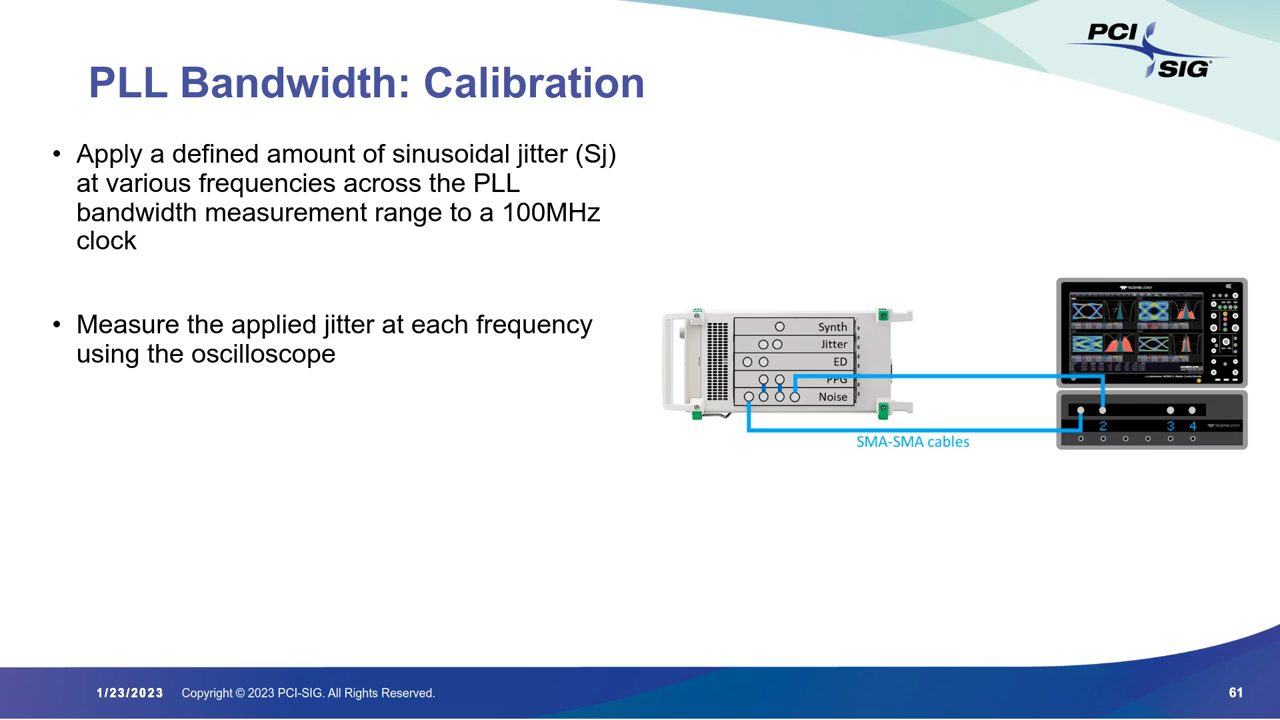 PCI
SIG
PLL Bandwidth: Calibration
• Apply a defined amount of sinusoidal jitter (Sj)
at various frequencies across the PLL
bandwidth measurement range to a 100MHz
clock
• Measure the applied jitter at each frequency
using the oscilloscope
Synth
Jitter
ED
PPG
Noise
TELEDYNE LECROY
2 3 4
SMA-SMA cables
1/23/2023 Copyright © 2023 PCI-SIG. All Rights Reserved. 61